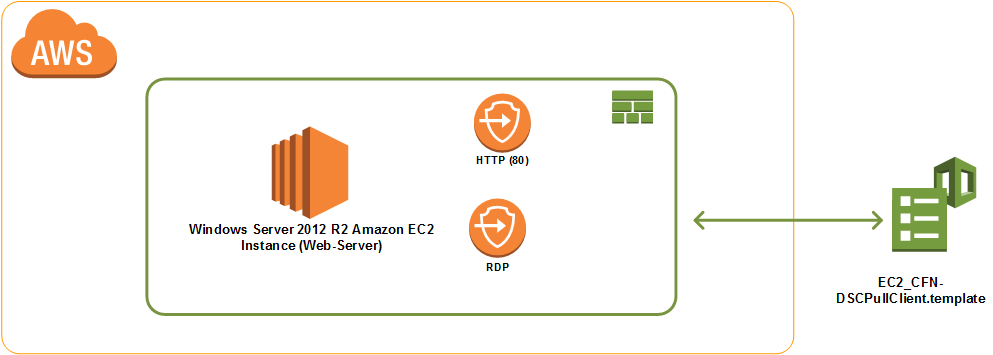 AWS
HTTP (80)
Windows Server 2012 R2 Amazon EC2
Instance (Web-Server)
RDP
EC2_CFN-
DSCPullClient.template